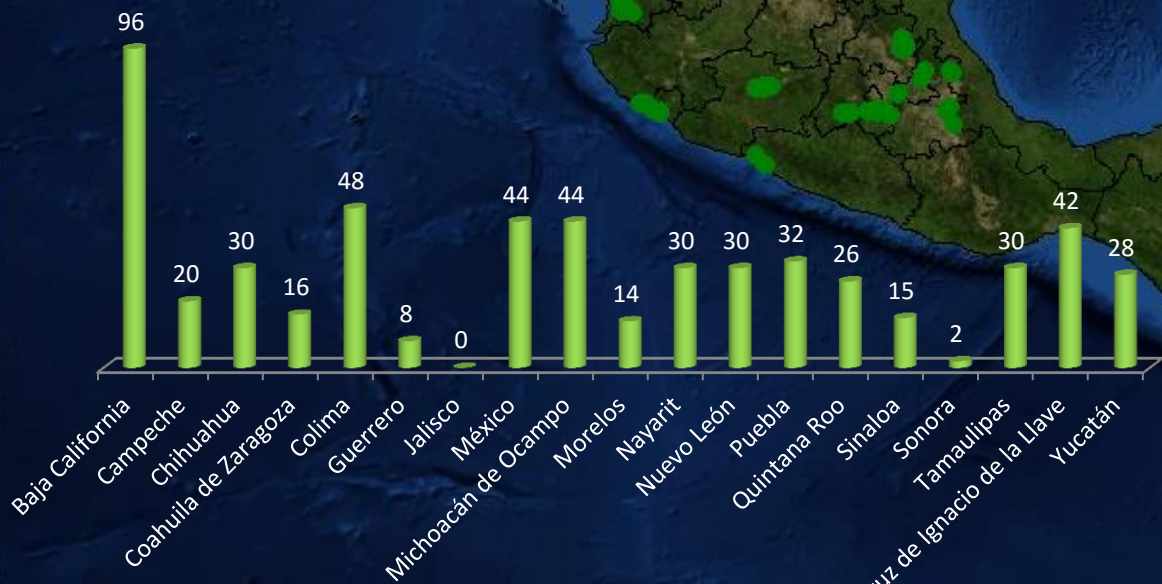 96
20
30
16
48
8
0
44
44
14
30
30
32
26
15
2
30
42
28
Baja California
Campeche
Chihuahua
Coahuila de Zaragoza
Colima
Guerrero
Jalisco
México
Michoacán de Ocampo
Morelos
Nayarit
Nuevo León
Puebla
Quintana Roo
Sinaloa
Sonora
Tamaulipas
de Ignacio de la Llave
Yucatán